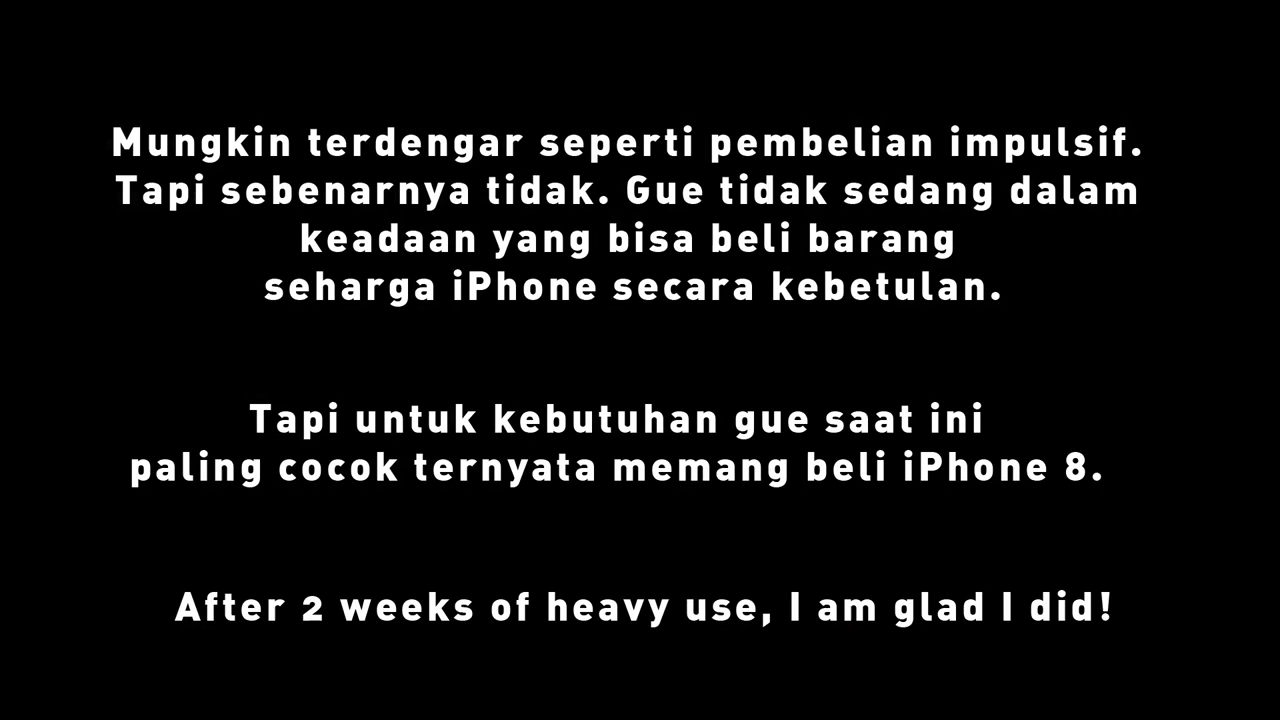 Mungkin terdengar seperti pembelian impulsif.
Tapi sebenarnya tidak. Gue tidak sedang dalam
keadaan yang bisa beli barang
seharga iPhone secara kebetulan.
Tapi untuk kebutuhan gue saat ini
paling cocok ternyata memang beli iPhone 8.
After 2 weeks of heavy use, I am glad I did!